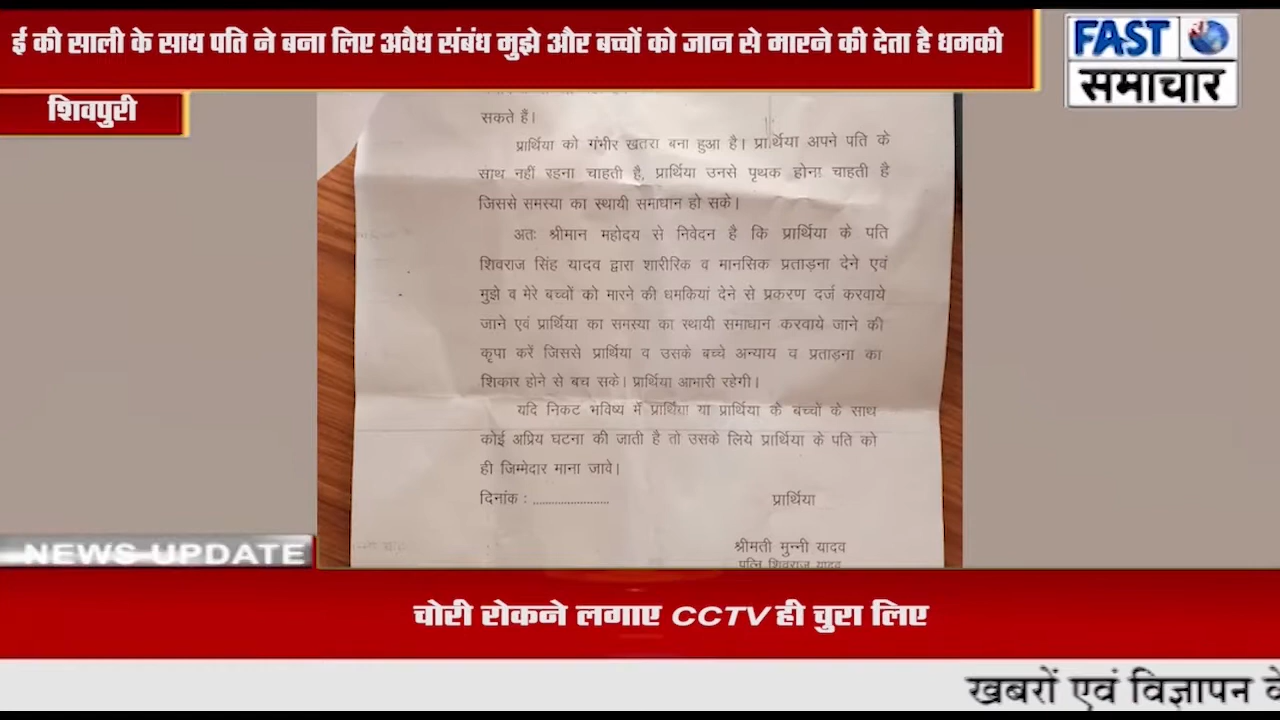 ई की साली के साथ पति ने बना लिए अवैध संबंध मुझे और बच्चों को जान से मारने की देता है धमकी
FAST
समाचार
शिवपुरी
सकते हैं।
प्रार्थिया को गंभीर खतरा बना हुआ है। प्रार्थिया अपने पति के
साथ नहीं रहना चाहती है, प्रार्थिया उनसे पृथक होना चाहती है
जिससे समस्या का स्थायी समाधान हो सके।
अतः श्रीमान महोदय से निवेदन है कि प्रार्थिया के पति
शिवराज सिंह यादव द्वारा शारीरिक व मानसिक प्रताड़ना देने एवं
मुझे व मेरे बच्चों को मारने की धमकियां देने से प्रकरण दर्ज करवाये
जाने एवं प्रार्थिया का समस्या का स्थायी समाधान करवाये जाने की
कृपा करें जिससे प्रार्थिया व उसके बच्चे अन्याय व प्रताड़ना का
शिकार होने से बच सके। प्रार्थिया आभारी रहेगी।
यदि निकट भविष्य में प्रार्थिया या प्रार्थिया के बच्चों के साथ
कोई अप्रिय घटना की जाती है तो उसके लिये प्रार्थिया के पति को
ही जिम्मेदार माना जावे।
दिनांक : ........................ प्रार्थिया
श्रीमती मुन्नी यादव
पत्नि शिवराज यादव
NEWS UPDATE
चोरी रोकने लगाए CCTV ही चुरा लिए
खबरों एवं विज्ञापन के